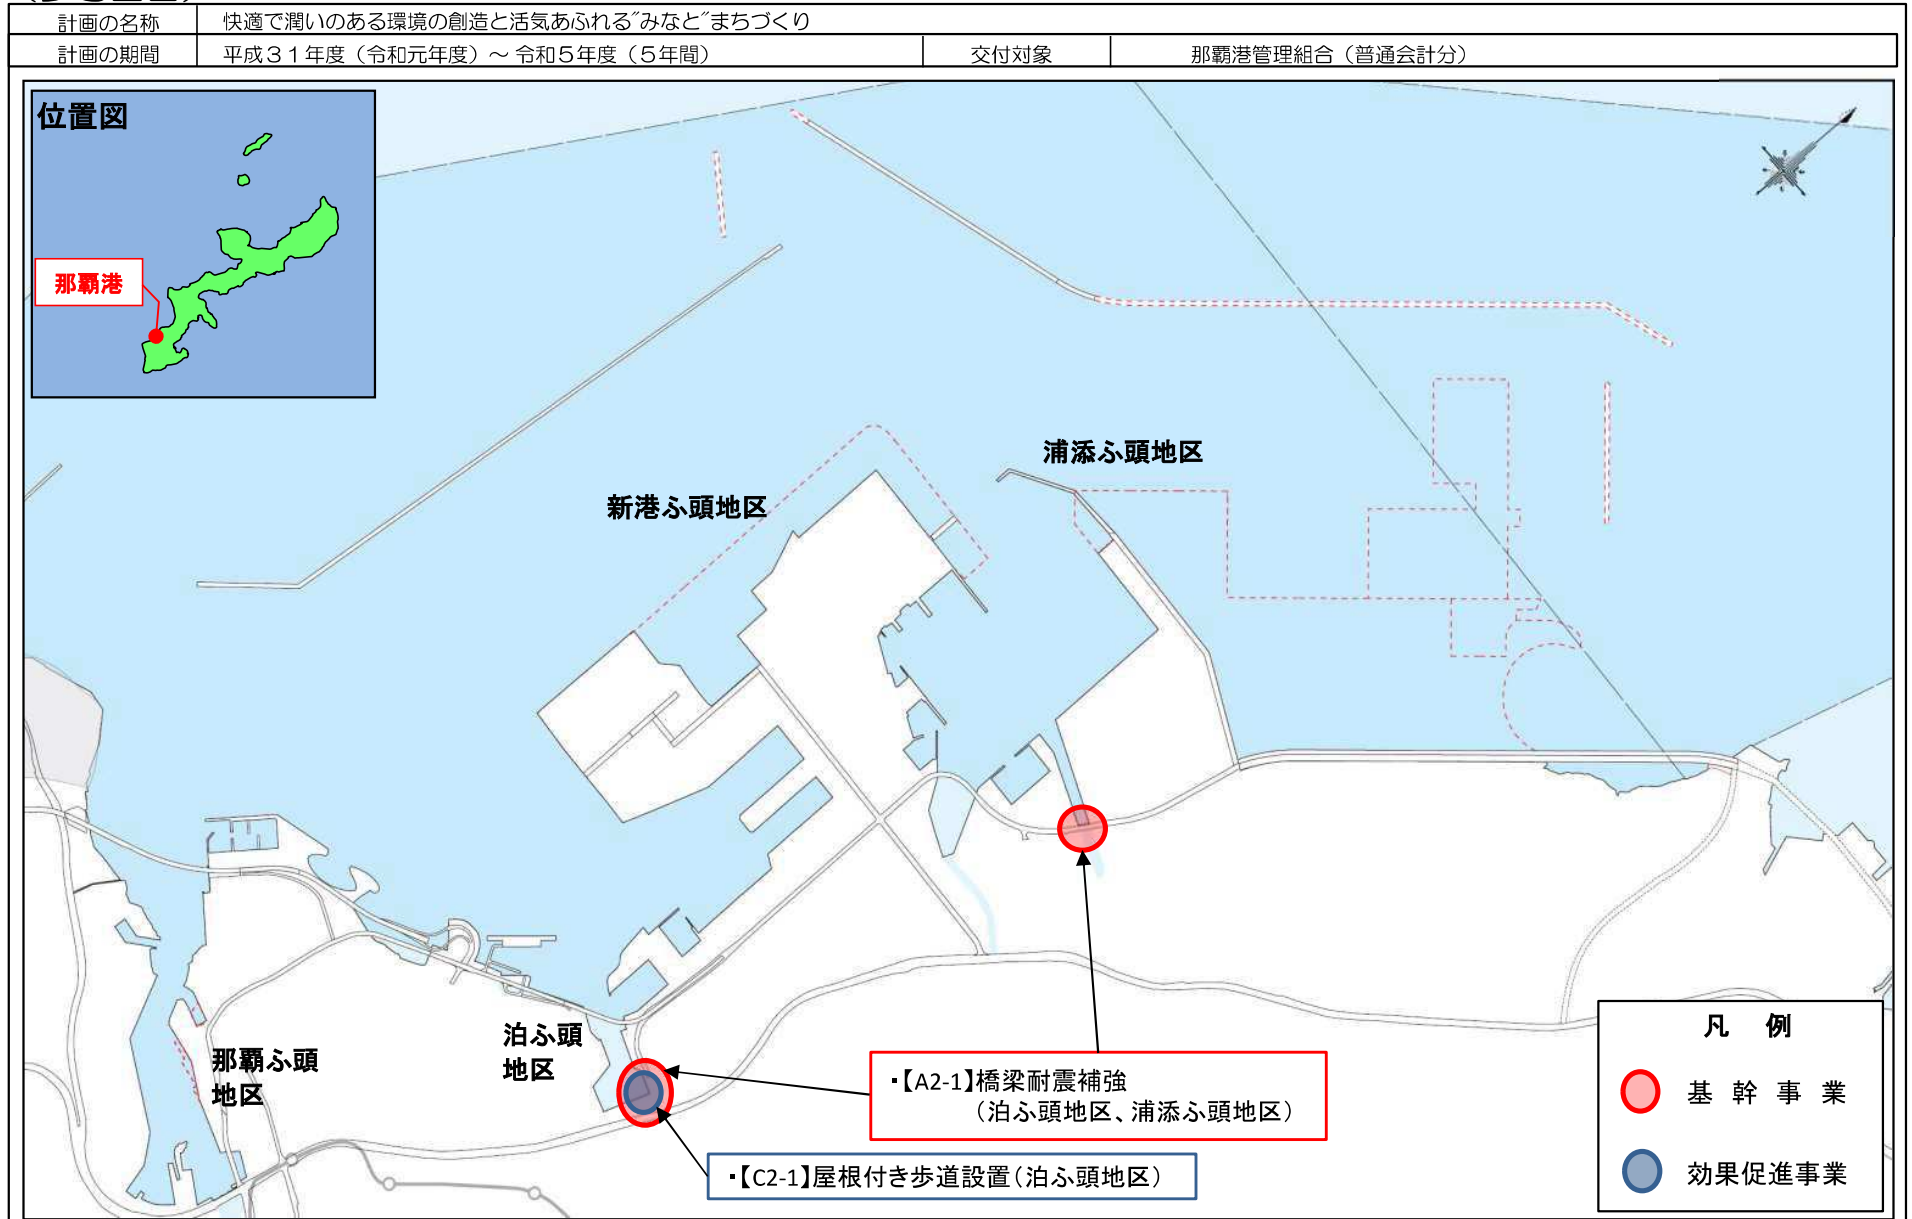 計画の名称 快適で潤いのある環境の創造と活気あふれる"みなと"まちづくり
計画の期間 平成31年度（令和元年度）～ 令和5年度（5年間） 交付対象 那覇港管理組合（普通会計分）
位置図
那覇港
浦添ふ頭地区
新港ふ頭地区
泊ふ頭
地区
那覇ふ頭
地区
・【A2-1】橋梁耐震補強
（泊ふ頭地区、浦添ふ頭地区）
・【C2-1】屋根付き歩道設置（泊ふ頭地区）
凡 例
基 幹 事 業
効果促進事業